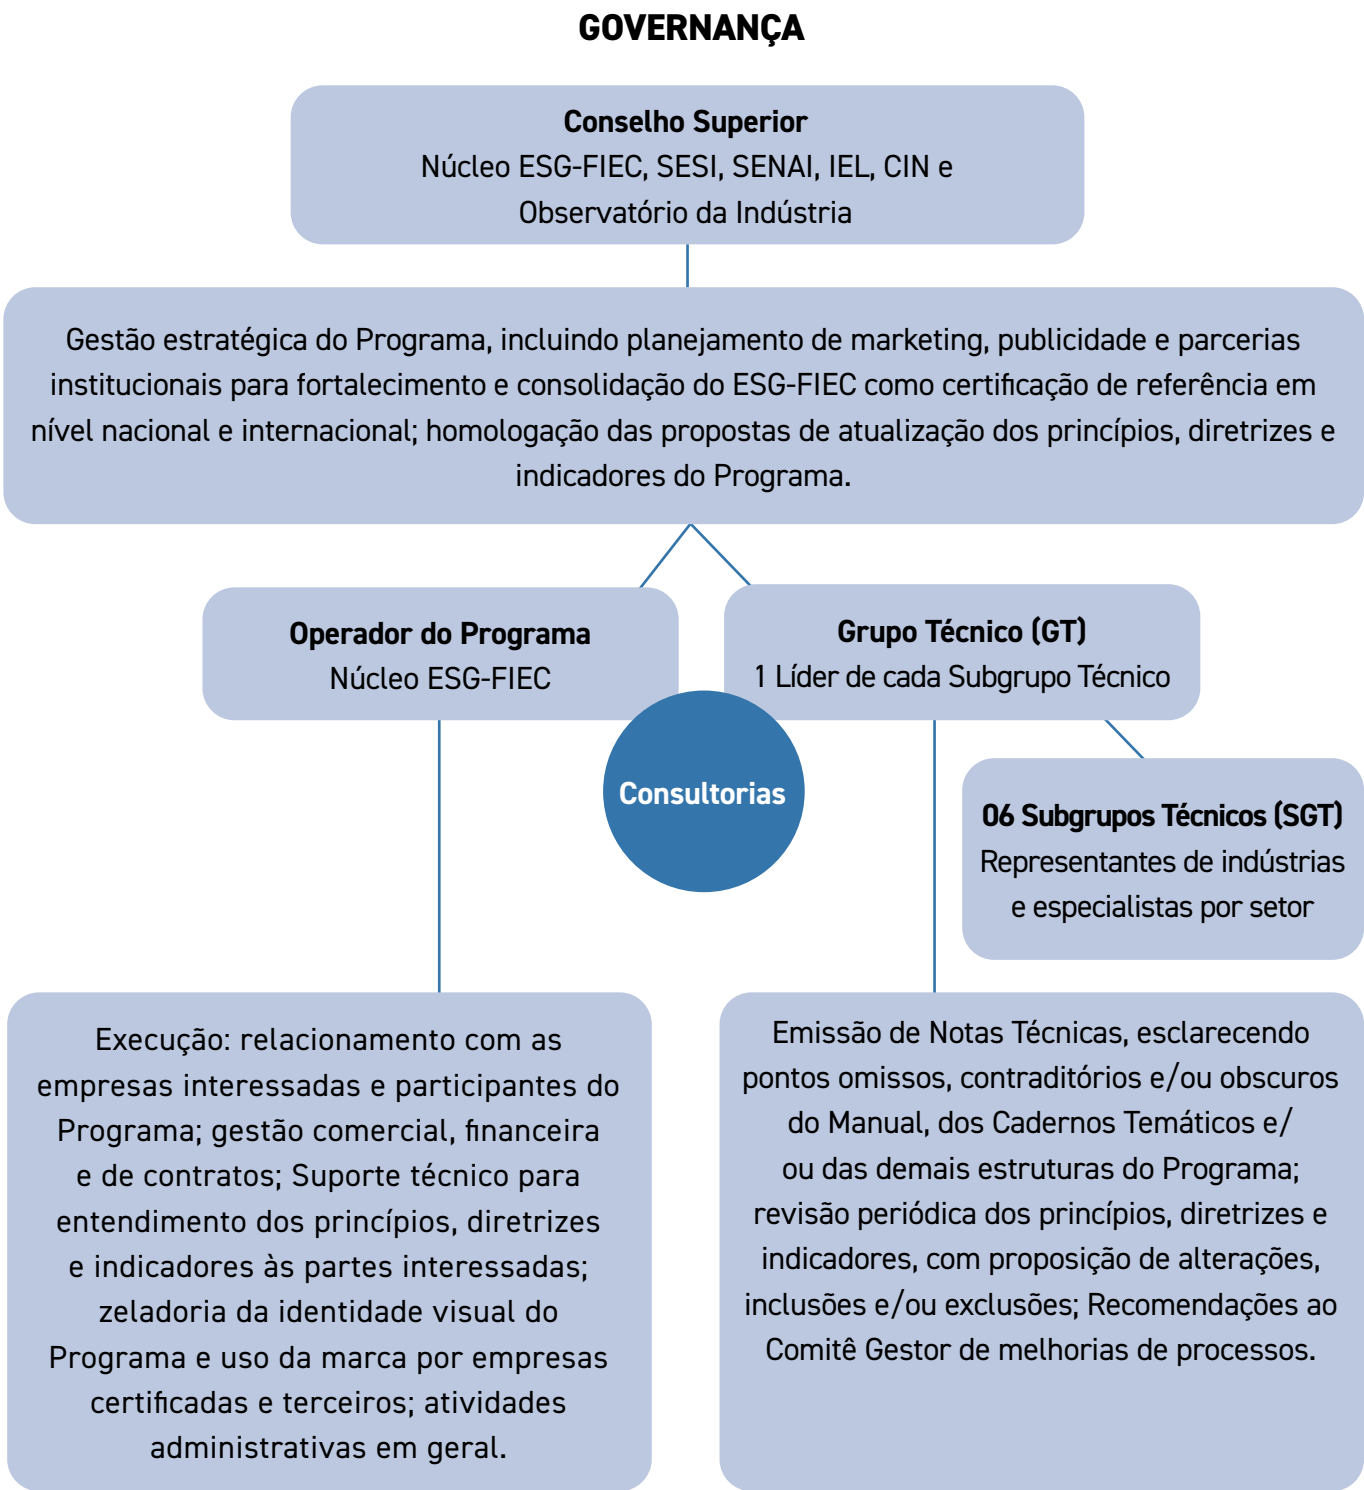 GOVERNANÇA
Conselho Superior
Núcleo ESG-FIEC, SESI, SENAI, IEL, CIN e
Observatório da Indústria
Gestão estratégica do Programa, incluindo planejamento de marketing, publicidade e parcerias
institucionais para fortalecimento e consolidação do ESG-FIEC como certificação de referência em
nível nacional e internacional; homologação das propostas de atualização dos princípios, diretrizes e
indicadores do Programa.
Operador do Programa
Núcleo ESG-FIEC
Grupo Técnico (GT)
1 Líder de cada Subgrupo Técnico
Consultorias
06 Subgrupos Técnicos (SGT)
Representantes de indústrias
e especialistas por setor
Execução: relacionamento com as
empresas interessadas e participantes do
Programa; gestão comercial, financeira
e de contratos; Suporte técnico para
entendimento dos princípios, diretrizes
e indicadores às partes interessadas;
zeladoria da identidade visual do
Programa e uso da marca por empresas
certificadas e terceiros; atividades
administrativas em geral.
Emissão de Notas Técnicas, esclarecendo
pontos omissos, contraditórios e/ou obscuros
do Manual, dos Cadernos Temáticos e/
ou das demais estruturas do Programa;
revisão periódica dos princípios, diretrizes e
indicadores, com proposição de alterações,
inclusões e/ou exclusões; Recomendações ao
Comitê Gestor de melhorias de processos.